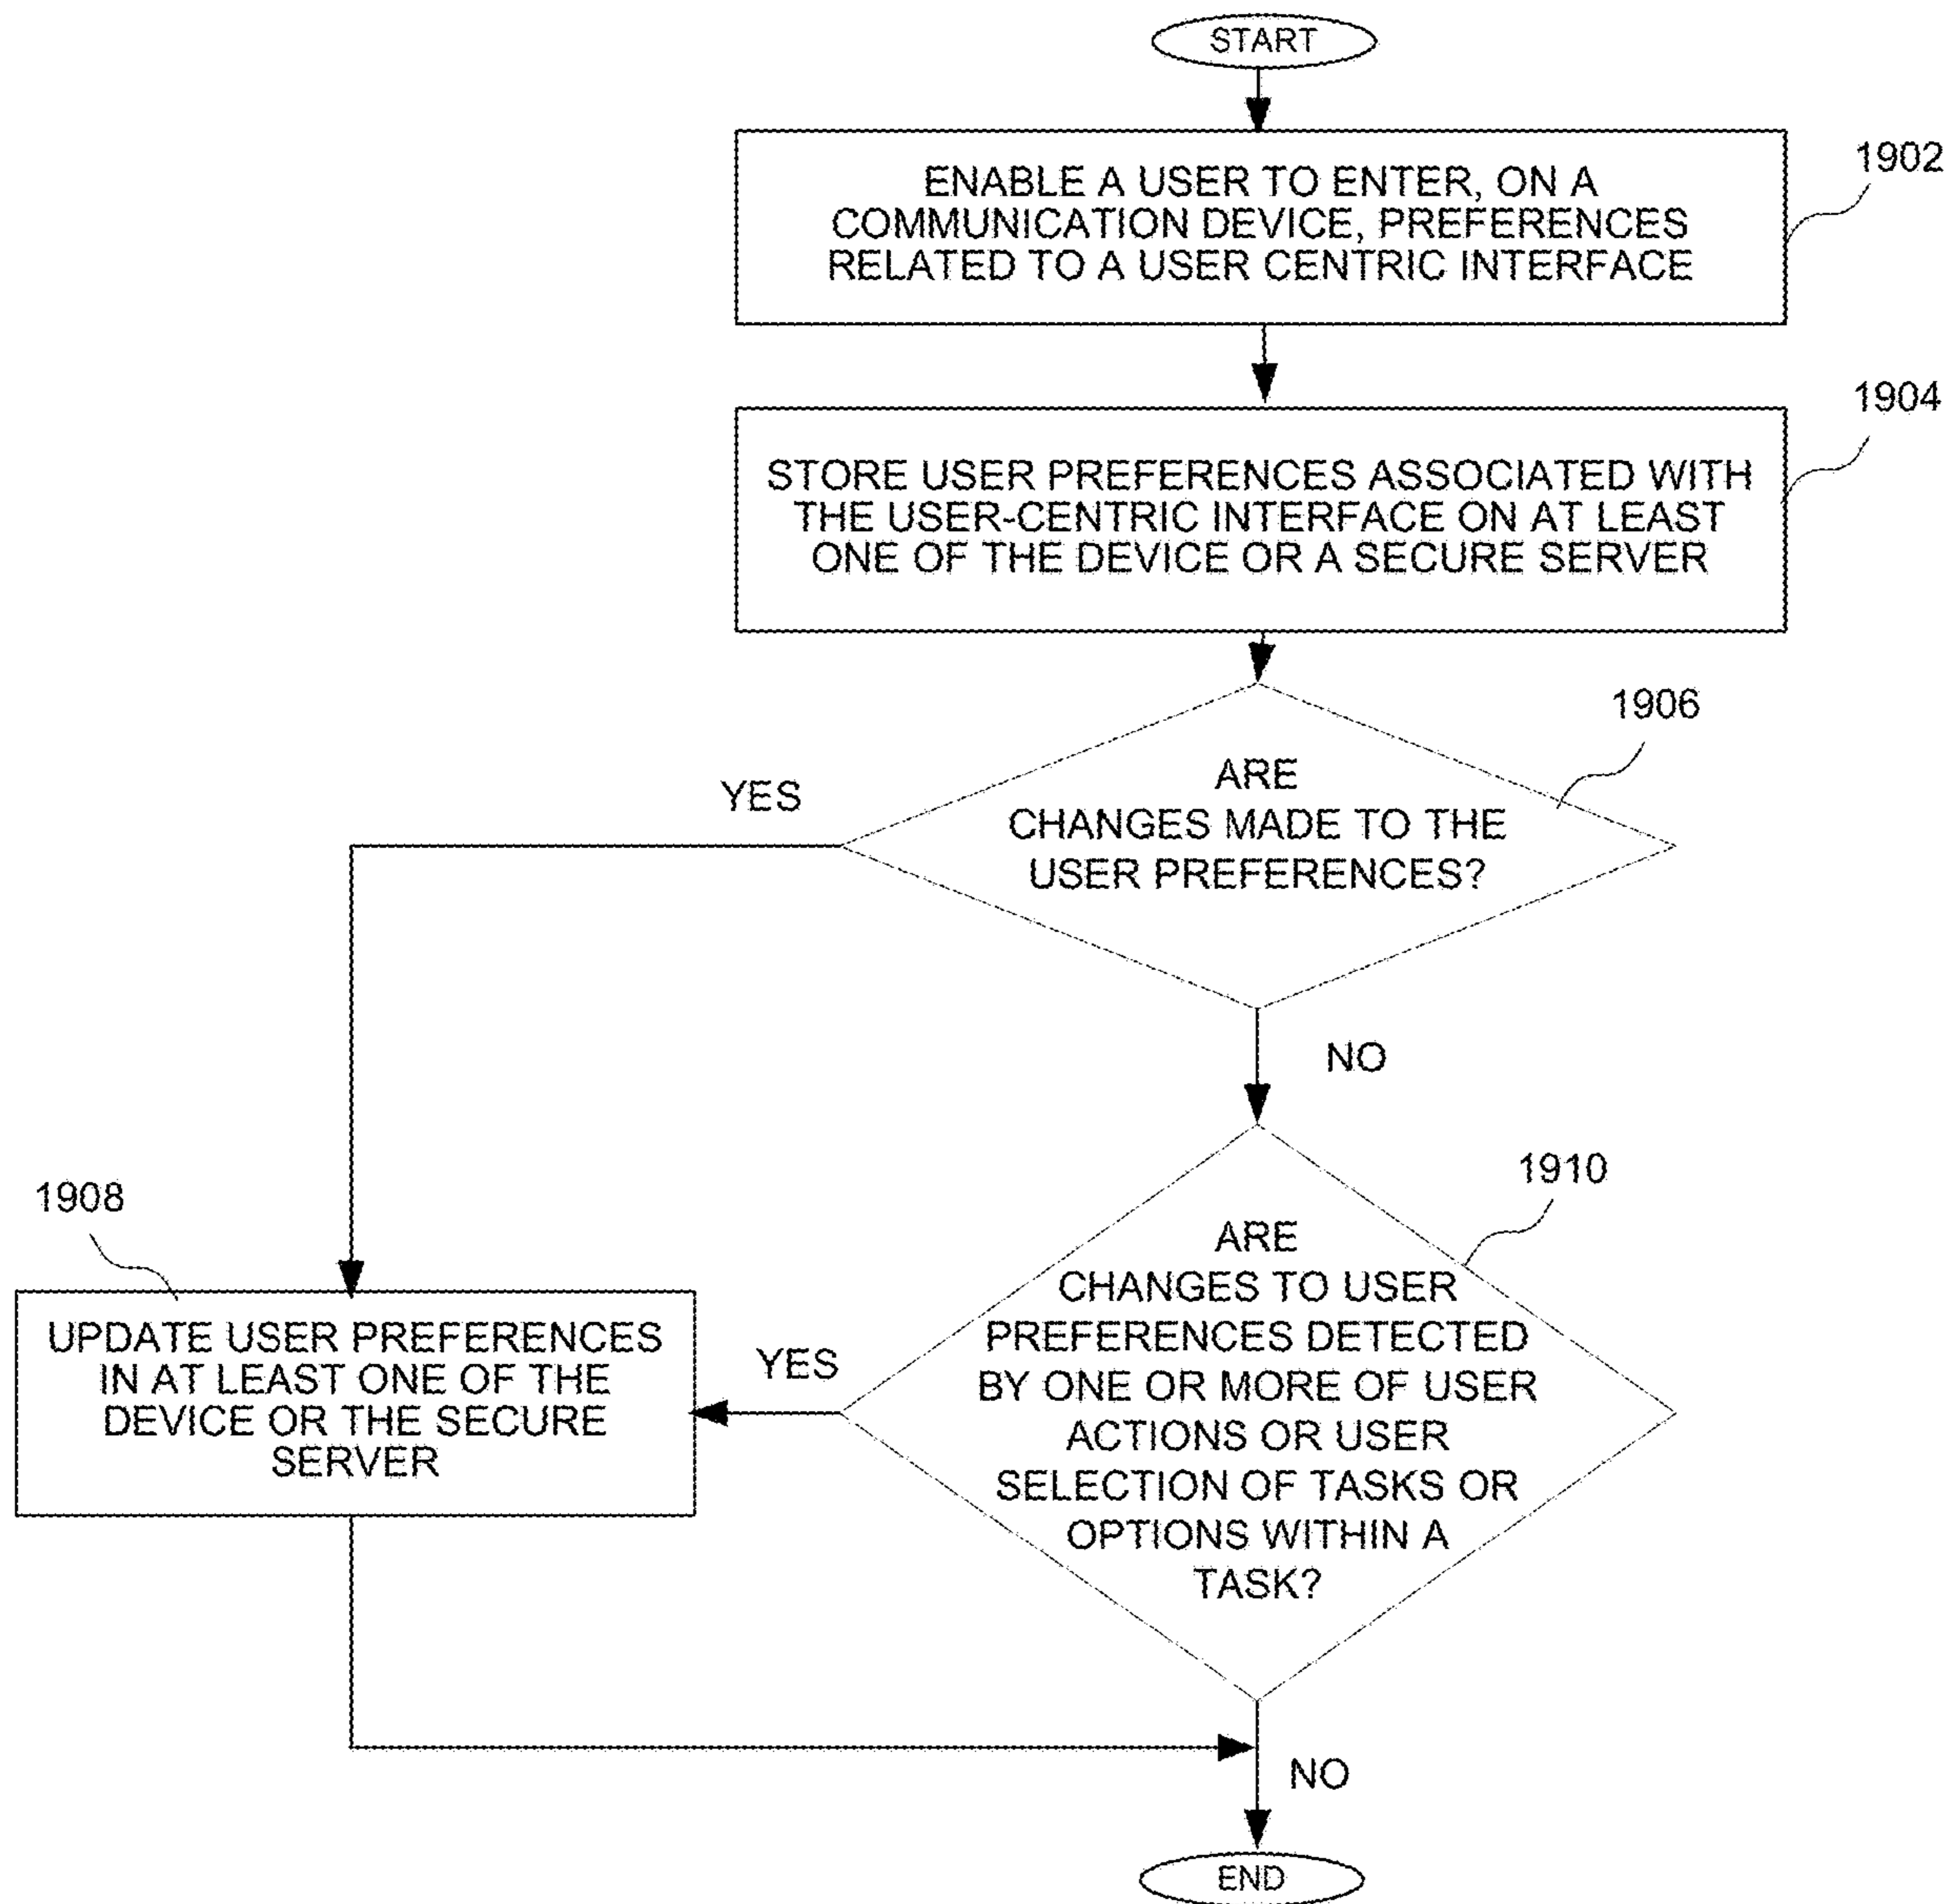 START
1902
ENABLE A USER TO ENTER, ON A
COMMUNICATION DEVICE, PREFERENCES
RELATED TO A USER CENTRIC INTERFACE
1904
STORE USER PREFERENCES ASSOCIATED WITH
THE USER-CENTRIC INTERFACE ON AT LEAST
ONE OF THE DEVICE OR A SECURE SERVER
1906
ARE
CHANGES MADE TO THE
USER PREFERENCES?
YES
NO
1910
ARE
CHANGES TO USER
PREFERENCES DETECTED
BY ONE OR MORE OF USER
ACTIONS OR USER
SELECTION OF TASKS OR
OPTIONS WITHIN A
TASK?
YES
1908
UPDATE USER PREFERENCES
IN AT LEAST ONE OF THE
DEVICE OR THE SECURE
SERVER
NO
END